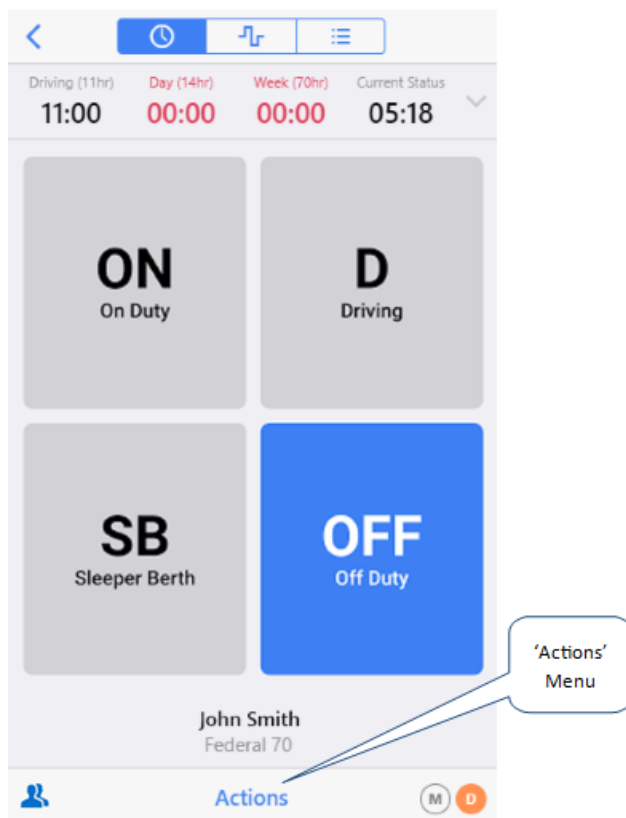 Driving (11hr) Day (14hr) Week (70hr) Current Status
11:00 00:00 00:00 05:18
ON
On Duty
D
Driving
SB
Sleeper Berth
OFF
Off Duty
‘Actions’
Menu
John Smith
Federal 70
Actions
M D